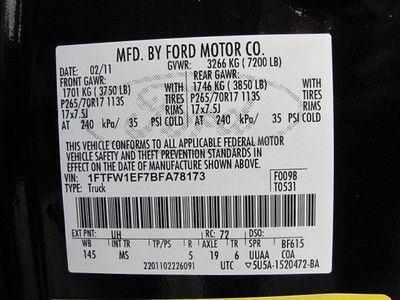 MFD. BY FORD MOTOR CO.
DATE: 02/11 GVWR: 3266 KG ( 7200 LB)
FRONT GAWR: REAR GAWR:
1701 KG ( 3750 LB) WITH 1746 KG ( 3850 LB) WITH
P265/70R17 113S TIRES P265/70R17 113S TIRES
17x7.5J RIMS 17x7.5J RIMS
AT 240 kPa/ 35 PSI COLD AT 240 kPa/ 35 PSI COLD
THIS VEHICLE CONFORMS TO ALL APPLICABLE FEDERAL MOTOR
VEHICLE SAFETY AND THEFT PREVENTION STANDARDS IN
EFFECT ON THE DATE OF MANUFACTURE SHOWN ABOVE.
VIN: 1FTFW1EF7BFA78173 F0098
TYPE: Truck T0531
EXT PNT: UH RC: 72 DSO:
WB INT TR TP/PS R AXLE TR SPR BF615
145 MS 5 19 6 UUAA COA
2201102226091 UTC 5U5A-1520472-BA
Ford